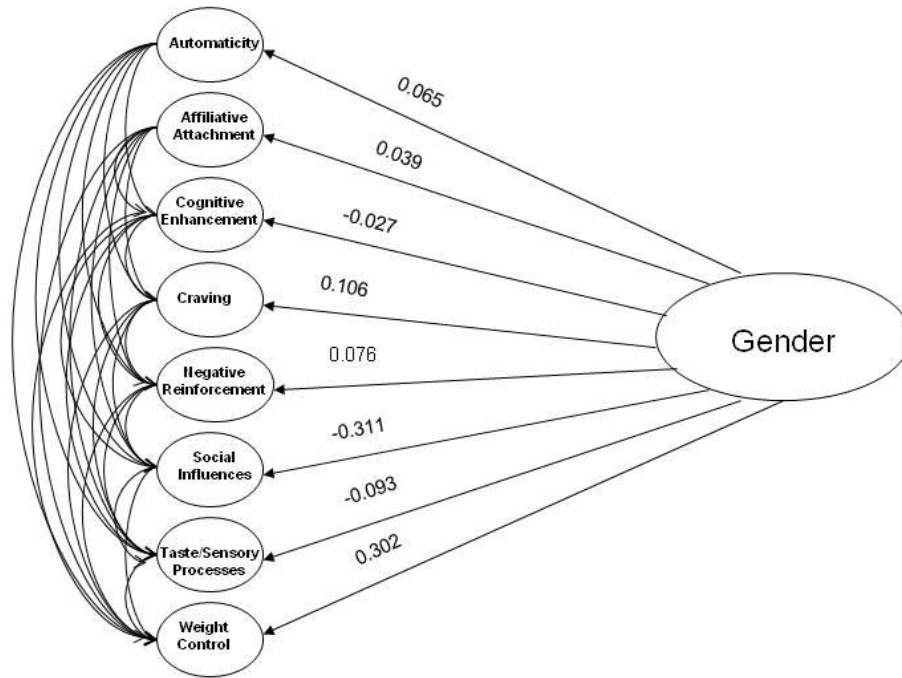 Automaticity
0.065
Affiliative
Attachment
0.039
Cognitive
Enhancement
-0.027
Craving
0.106
Gender
Negative
Reinforcement
0.076
Social
Influences
-0.311
Taste/Sensory
Processes
-0.093
Weight
Control
0.302